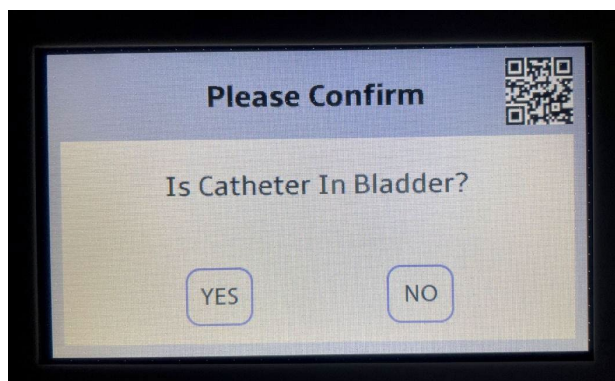 Please Confirm
Is Catheter In Bladder?
YES
NO